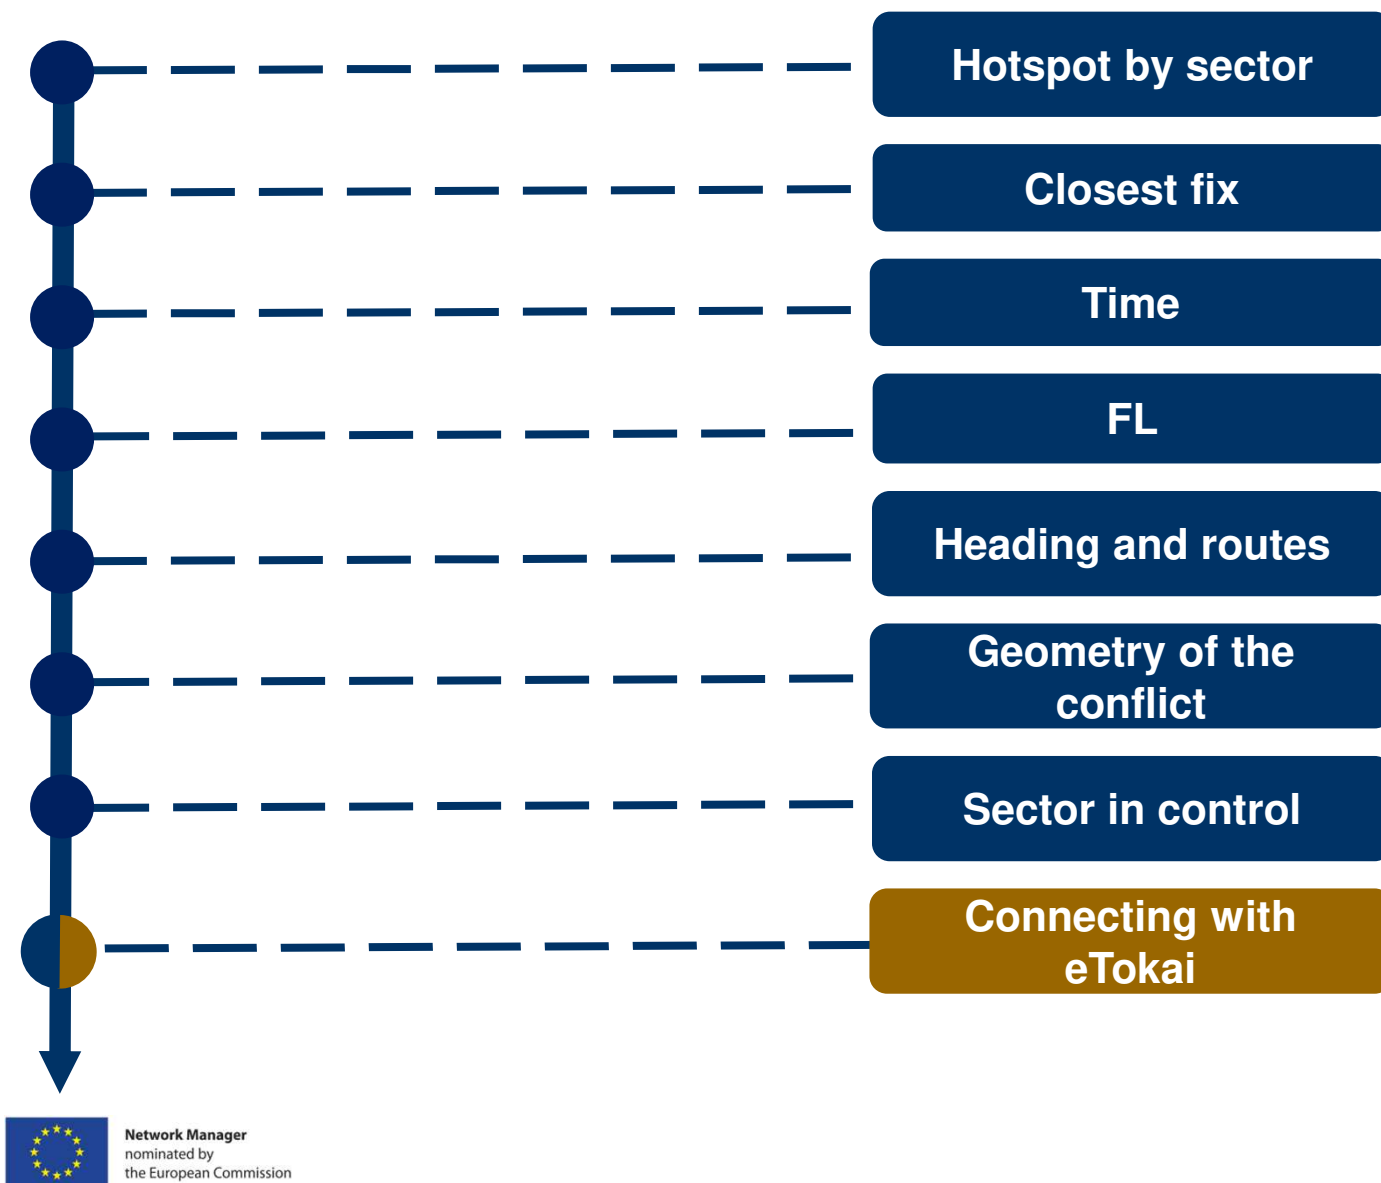 Hotspot by sector
Closest fix
Time
FL
Heading and routes
Geometry of the
conflict
Sector in control
Connecting with
eTokai
Network Manager
nominated by
the European Commission